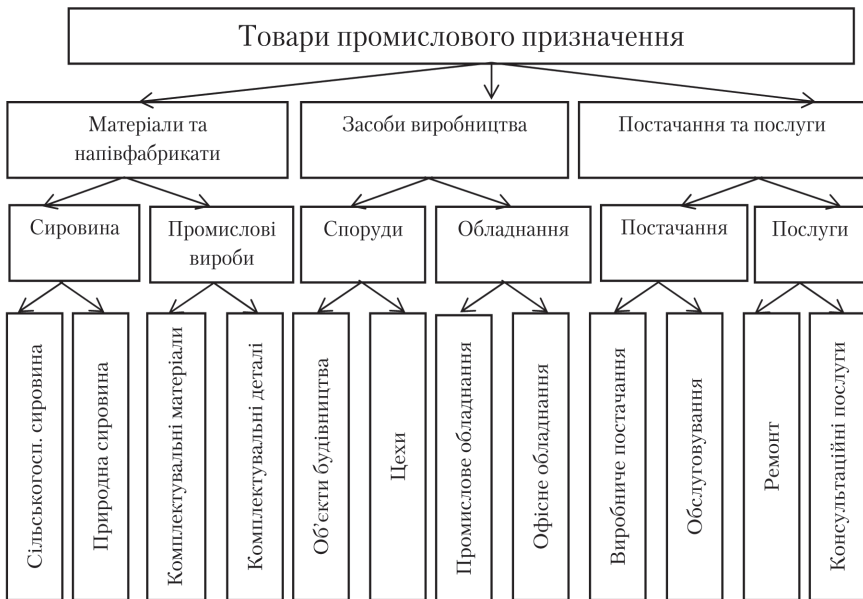 Товари промислового призначення
Матеріали та
напівфабрикати
Засоби виробництва
Постачання та послуги
Сировина
Промислові
вироби
Споруди
Обладнання
Постачання
Послуги
Сільськогосп. сировина
Природна сировина
Комплектувальні матеріали
Комплектувальні деталі
Об’єкти будівництва
Цехи
Промислове обладнання
Офісне обладнання
Виробниче постачання
Обслуговування
Ремонт
Консультаційні послуги